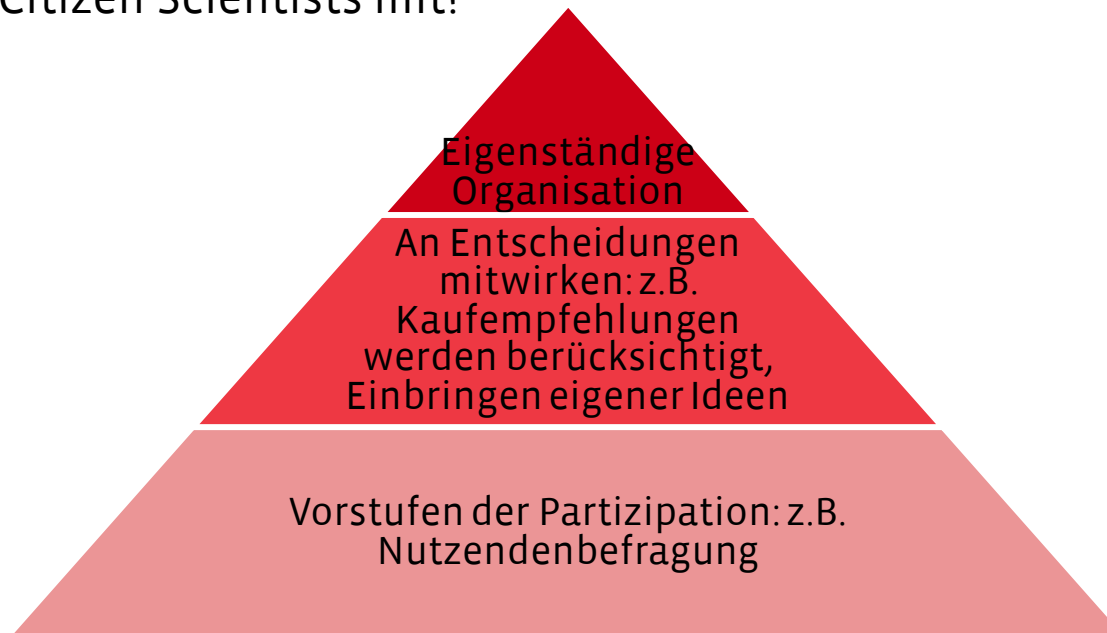 Citizen Scientists mit!
Eigenständige
Organisation
An Entscheidungen
mitwirken: z.B.
Kaufempfehlungen
werden berücksichtigt,
Einbringen eigener Ideen
Vorstufen der Partizipation: z.B.
Nutzendenbefragung